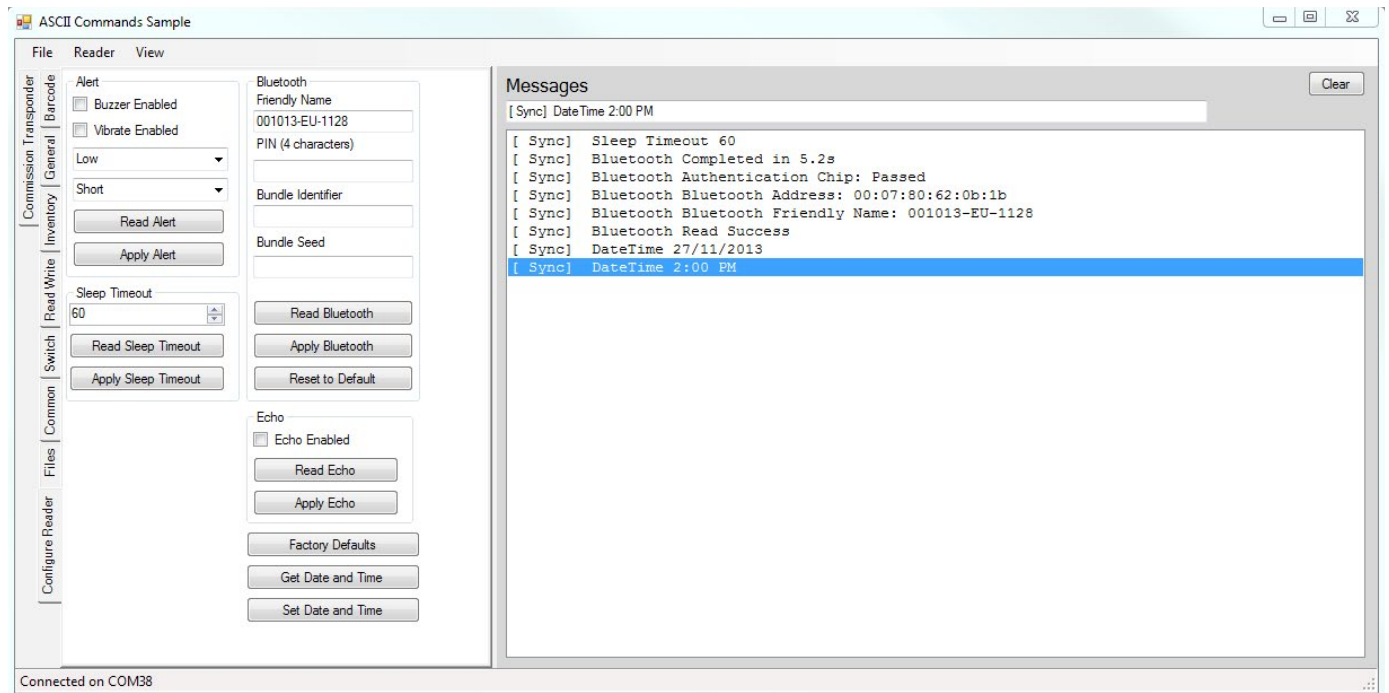 ASCII Commands Sample
File Reader View
Commission Transponder
Barcode
General
Inventory
Read Write
Switch
Common
Files
Configure Reader
Alert
Buzzer Enabled
Vibrate Enabled
Low
Short
Read Alert
Apply Alert
Sleep Timeout
60
Read Sleep Timeout
Apply Sleep Timeout
Bluetooth
Friendly Name
001013-EU-1128
PIN (4 characters)
Bundle Identifier
Bundle Seed
Read Bluetooth
Apply Bluetooth
Reset to Default
Echo
Echo Enabled
Read Echo
Apply Echo
Factory Defaults
Get Date and Time
Set Date and Time
Messages
Clear
[ Sync] DateTime 2:00 PM
[ Sync] Sleep Timeout 60
[ Sync] Bluetooth Completed in 5.2s
[ Sync] Bluetooth Authentication Chip: Passed
[ Sync] Bluetooth Bluetooth Address: 00:07:80:62:0b:1b
[ Sync] Bluetooth Bluetooth Friendly Name: 001013-EU-1128
[ Sync] Bluetooth Read Success
[ Sync] DateTime 27/11/2013
[ Sync] DateTime 2:00 PM
Connected on COM38